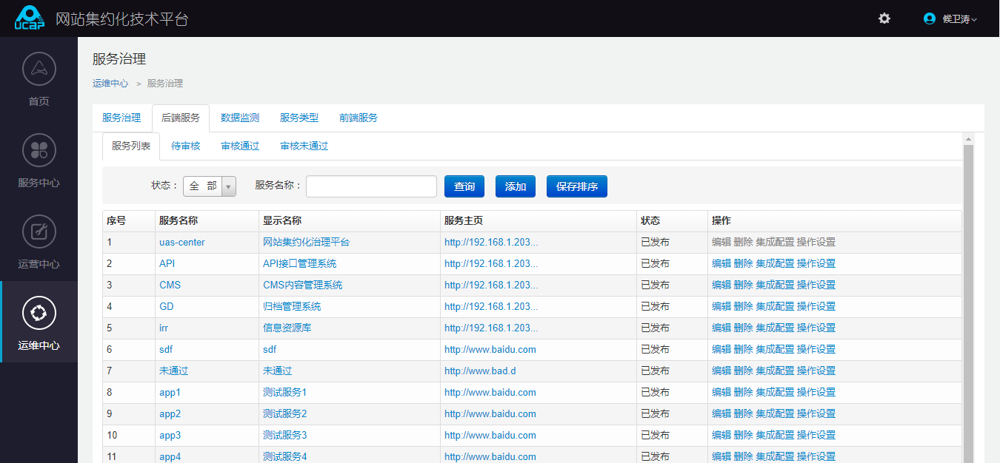 UCAP 网站集约化技术平台 候卫涛
首页
服务中心
运营中心
运维中心
服务治理
运维中心 > 服务治理
服务治理 后端服务 数据监测 服务类型 前端服务
服务列表 待审核 审核通过 审核未通过
状态： 全 部 服务名称： 查询 添加 保存排序
序号 服务名称 显示名称 服务主页 状态 操作
1 uas-center 网站集约化治理平台 http://192.168.1.203... 已发布 编辑 删除 集成配置 操作设置
2 API API接口管理系统 http://192.168.1.203... 已发布 编辑 删除 集成配置 操作设置
3 CMS CMS内容管理系统 http://192.168.1.203... 已发布 编辑 删除 集成配置 操作设置
4 GD 归档管理系统 http://192.168.1.203... 已发布 编辑 删除 集成配置 操作设置
5 irr 信息资源库 http://192.168.1.203... 已发布 编辑 删除 集成配置 操作设置
6 sdf sdf http://www.baidu.com 已发布 编辑 删除 集成配置 操作设置
7 未通过 未通过 http://www.bad.d 已发布 编辑 删除 集成配置 操作设置
8 app1 测试服务1 http://www.baidu.com 已发布 编辑 删除 集成配置 操作设置
9 app2 测试服务2 http://www.baidu.com 已发布 编辑 删除 集成配置 操作设置
10 app3 测试服务3 http://www.baidu.com 已发布 编辑 删除 集成配置 操作设置
11 app4 测试服务4 http://www.baidu.com 已发布 编辑 删除 集成配置 操作设置